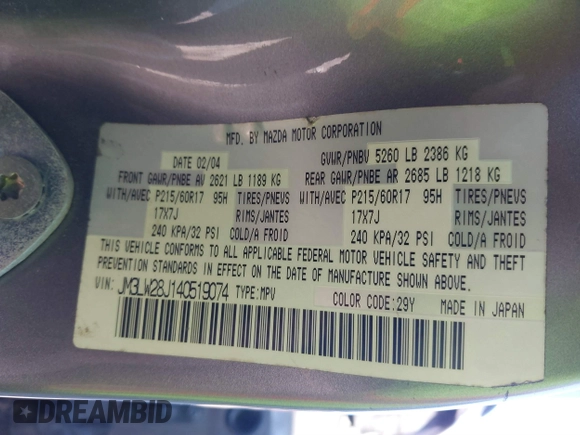 MFD. BY MAZDA MOTOR CORPORATION
DATE 02/04 GVWR/PNBV 5260 LB 2386 KG
FRONT GAWR/PNBE AV 2621 LB 1189 KG REAR GAWR/PNBE AR 2685 LB 1218 KG
WITH/AVEC P215/60R17 95H TIRES/PNEUS WITH/AVEC P215/60R17 95H TIRES/PNEUS
17X7J RIMS/JANTES 17X7J RIMS/JANTES
240 KPA/32 PSI COLD/A FROID 240 KPA/32 PSI COLD/A FROID
THIS VEHICLE CONFORMS TO ALL APPLICABLE FEDERAL MOTOR VEHICLE SAFETY AND THEFT
PREVENTION STANDARDS IN EFFECT ON THE DATE OF MANUFACTURE SHOWN ABOVE.
VIN: JM3LW28J140519074 TYPE:MPV COLOR CODE:29Y MADE IN JAPAN
DREAMBID